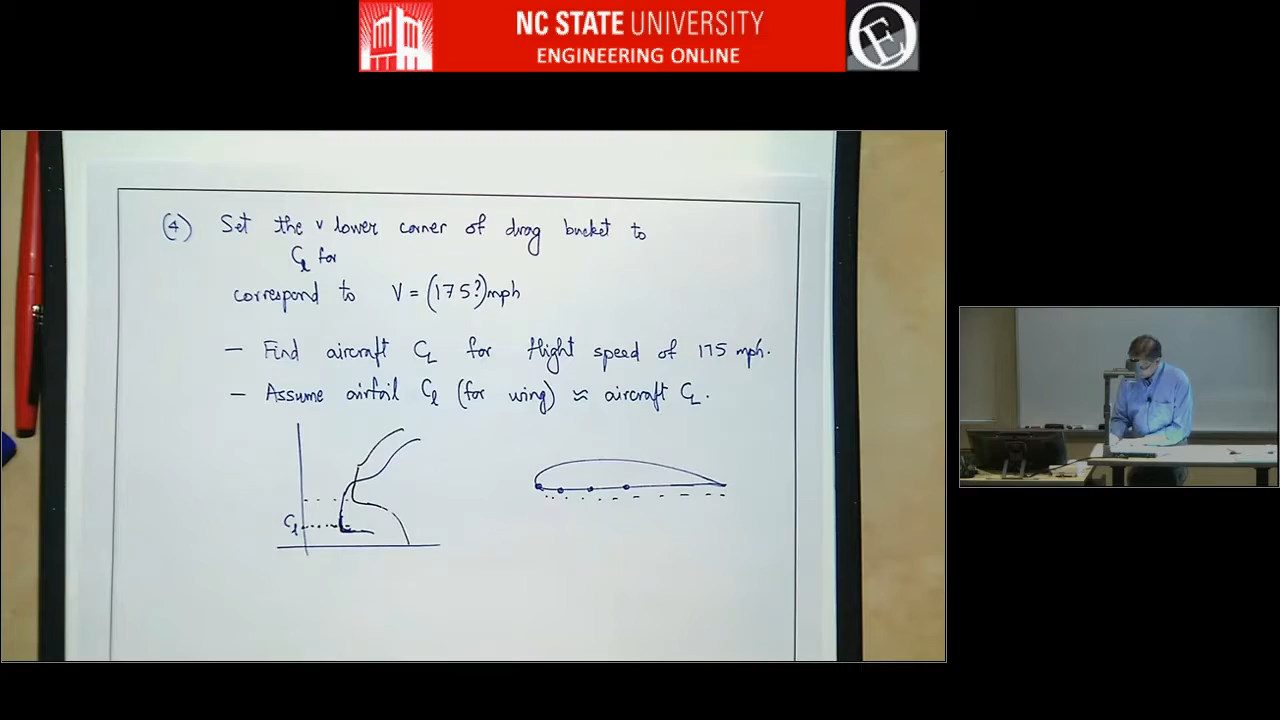 NC STATE UNIVERSITY
ENGINEERING ONLINE
(4) Set the v lower corner of drag bucket to
Cl for
correspond to V = (175?) mph
– Find aircraft CL for flight speed of 175 mph.
– Assume airfoil Cl (for wing) ≈ aircraft CL.
Cl